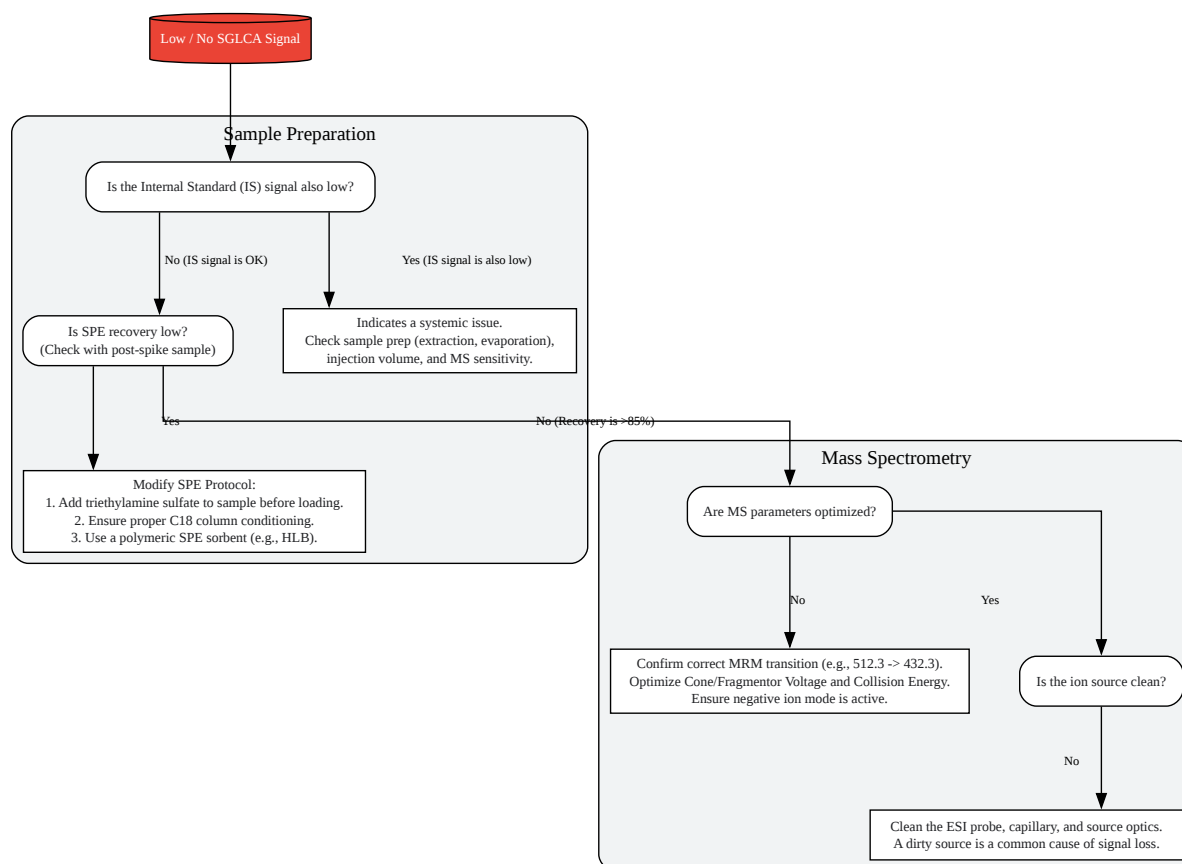 Low / No SGLCA Signal
Sample Preparation
Is the Internal Standard (IS) signal also low?
No (IS signal is OK)
Yes (IS signal is also low)
Is SPE recovery low?
(Check with post-spike sample)
Indicates a systemic issue.
Check sample prep (extraction, evaporation),
injection volume, and MS sensitivity.
Yes
No (Recovery is >85%)
Modify SPE Protocol:
1. Add triethylamine sulfate to sample before loading.
2. Ensure proper C18 column conditioning.
3. Use a polymeric SPE sorbent (e.g., HLB).
Mass Spectrometry
Are MS parameters optimized?
No
Yes
Confirm correct MRM transition (e.g., 512.3 -> 432.3).
Optimize Cone/Fragmentor Voltage and Collision Energy.
Ensure negative ion mode is active.
Is the ion source clean?
No
Clean the ESI probe, capillary, and source optics.
A dirty source is a common cause of signal loss.